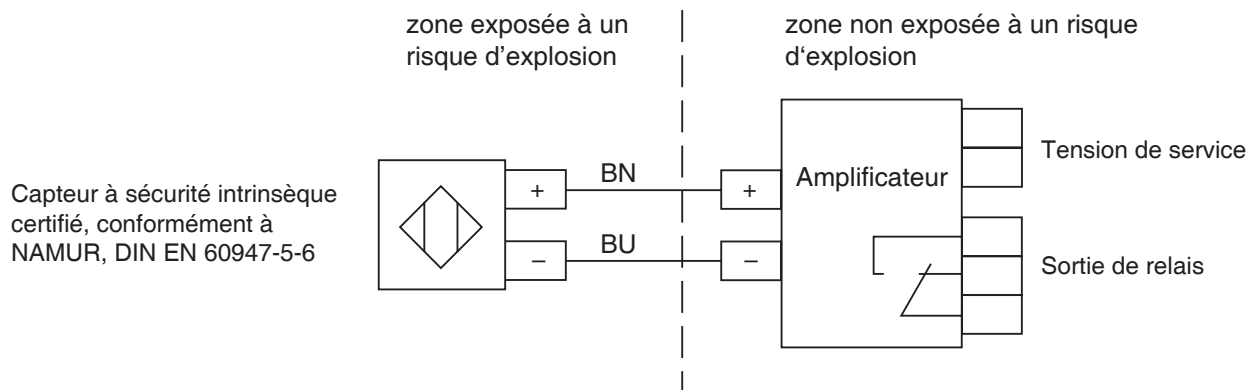 zone exposée à un
risque d'explosion
zone non exposée à un risque
d‘explosion
Capteur à sécurité intrinsèque
certifié, conformément à
NAMUR, DIN EN 60947-5-6
+
BN
+
Amplificateur
Tension de service
–
BU
–
Sortie de relais